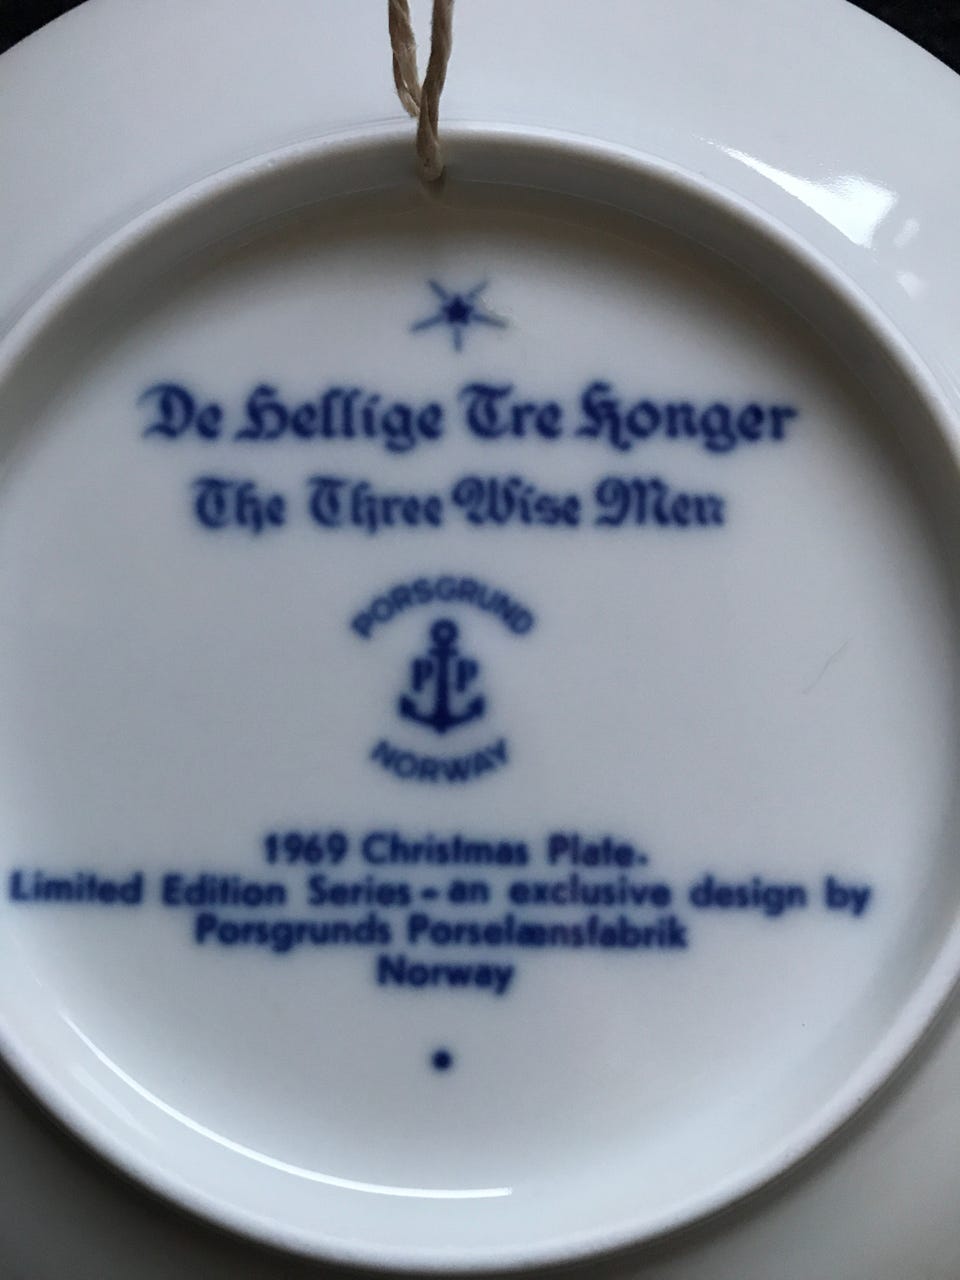 De Hellige Tre Konger
The Three Wise Men
PORSGRUND
P P
NORWAY
1969 Christmas Plate.
Limited Edition Series - an exclusive design by
Porsgrunds Porselænsfabrik
Norway